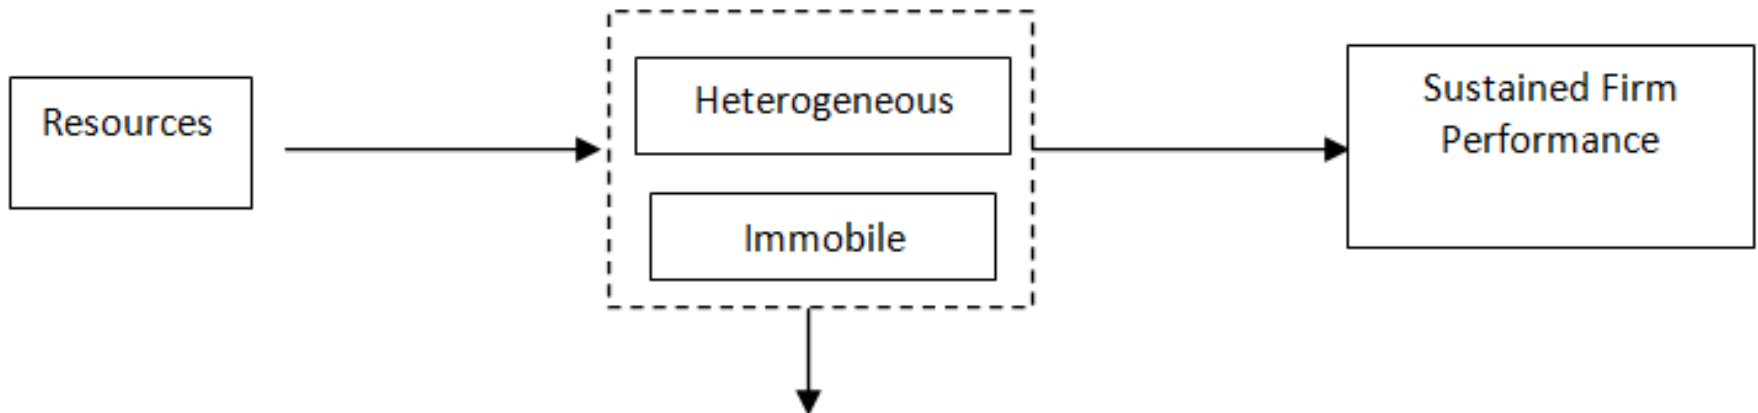 Resources
Heterogeneous
Immobile
Sustained Firm
Performance